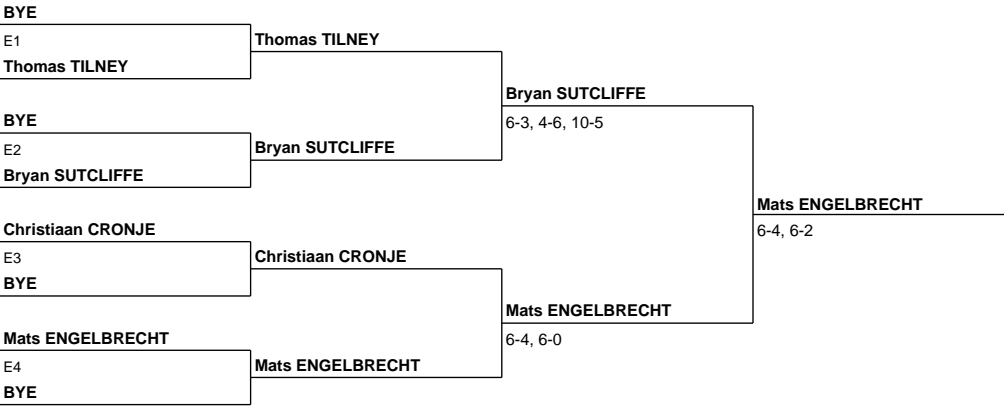 BYE
E1
Thomas TILNEY
Thomas TILNEY
BYE
E2
Bryan SUTCLIFFE
Bryan SUTCLIFFE
Bryan SUTCLIFFE
6-3, 4-6, 10-5
Christiaan CRONJE
E3
BYE
Christiaan CRONJE
Mats ENGELBRECHT
E4
BYE
Mats ENGELBRECHT
Mats ENGELBRECHT
6-4, 6-0
Mats ENGELBRECHT
6-4, 6-2